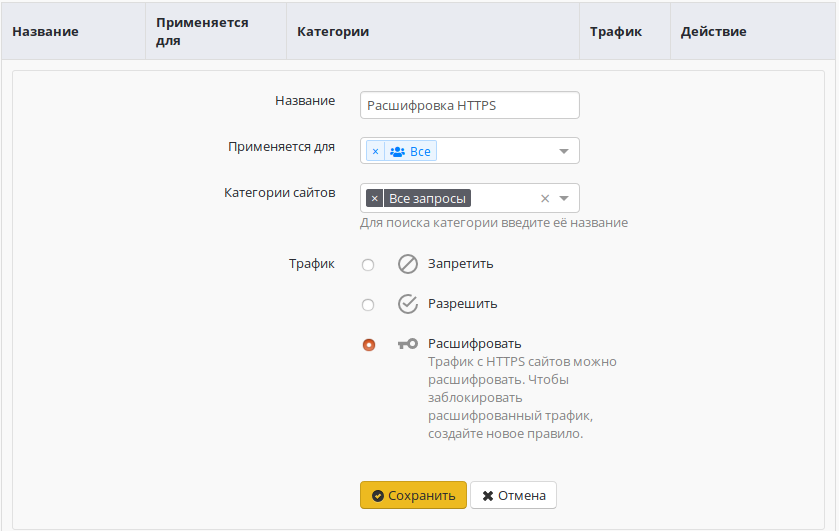 Название
Применяется
для
Категории
Трафик
Действие
Название
Расшифровка HTTPS
Применяется для
× Все
Категории сайтов
× Все запросы ×
Для поиска категории введите её название
Трафик
Запретить
Разрешить
Расшифровать
Трафик с HTTPS сайтов можно
расшифровать. Чтобы
заблокировать
расшифрованный трафик,
создайте новое правило.
Сохранить
Отмена